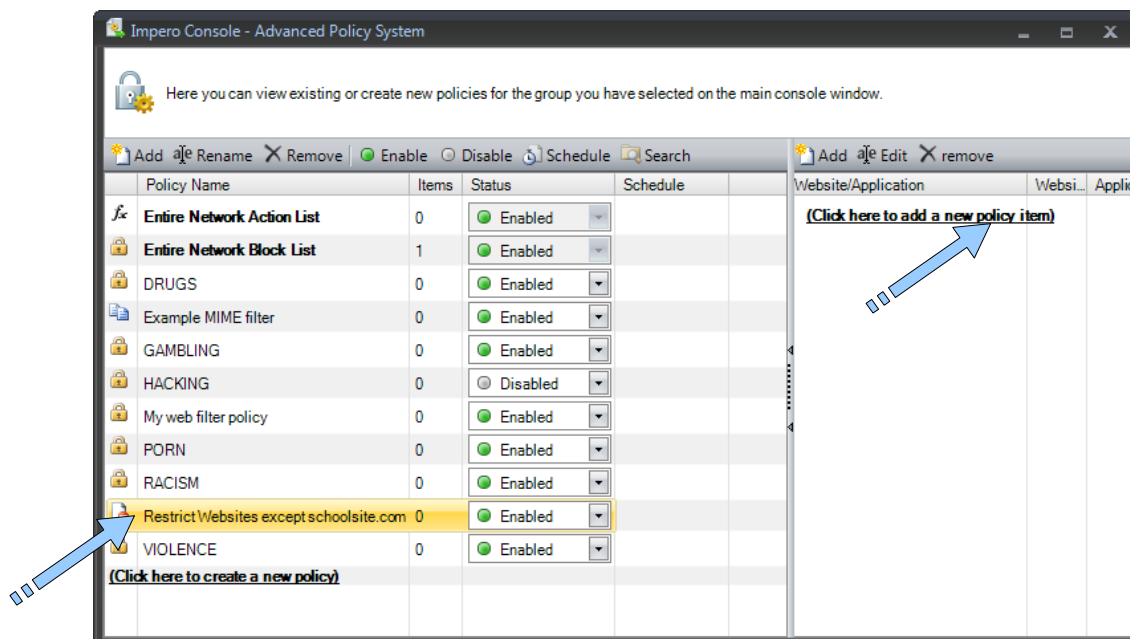 Impero Console - Advanced Policy System
Here you can view existing or create new policies for the group you have selected on the main console window.
Add Rename Remove Enable Disable Schedule Search
Add Edit remove
Policy Name Items Status Schedule
Website/Application Websi... Applic
Entire Network Action List 0 Enabled
(Click here to add a new policy item)
Entire Network Block List 1 Enabled
DRUGS 0 Enabled
Example MIME filter 0 Enabled
GAMBLING 0 Enabled
HACKING 0 Disabled
My web filter policy 0 Enabled
PORN 0 Enabled
RACISM 0 Enabled
Restrict Websites except schoolsite.com 0 Enabled
VIOLENCE 0 Enabled
(Click here to create a new policy)